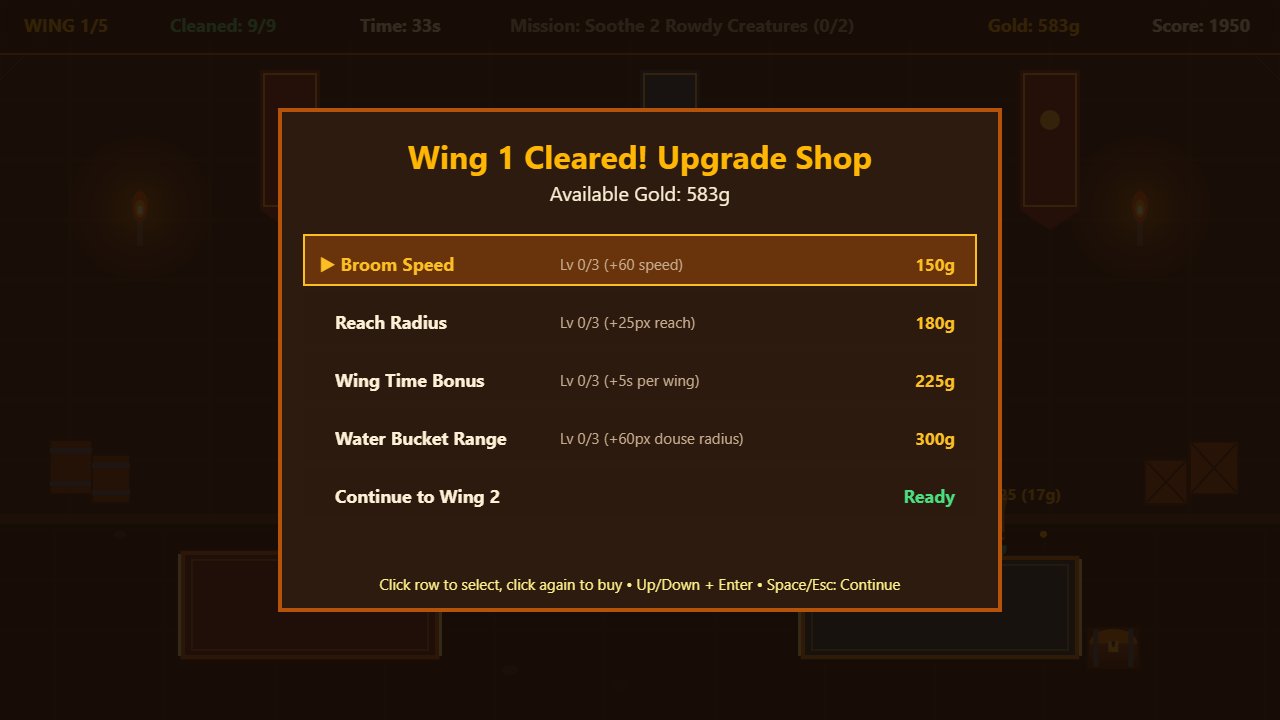 WING 1/5 Cleaned: 9/9 Time: 33s Mission: Soothe 2 Rowdy Creatures (0/2) Gold: 583g Score: 1950
Wing 1 Cleared! Upgrade Shop
Available Gold: 583g
▶ Broom Speed Lv 0/3 (+60 speed) 150g
Reach Radius Lv 0/3 (+25px reach) 180g
Wing Time Bonus Lv 0/3 (+5s per wing) 225g
Water Bucket Range Lv 0/3 (+60px douse radius) 300g
Continue to Wing 2 Ready
(17g)
Click row to select, click again to buy • Up/Down + Enter • Space/Esc: Continue